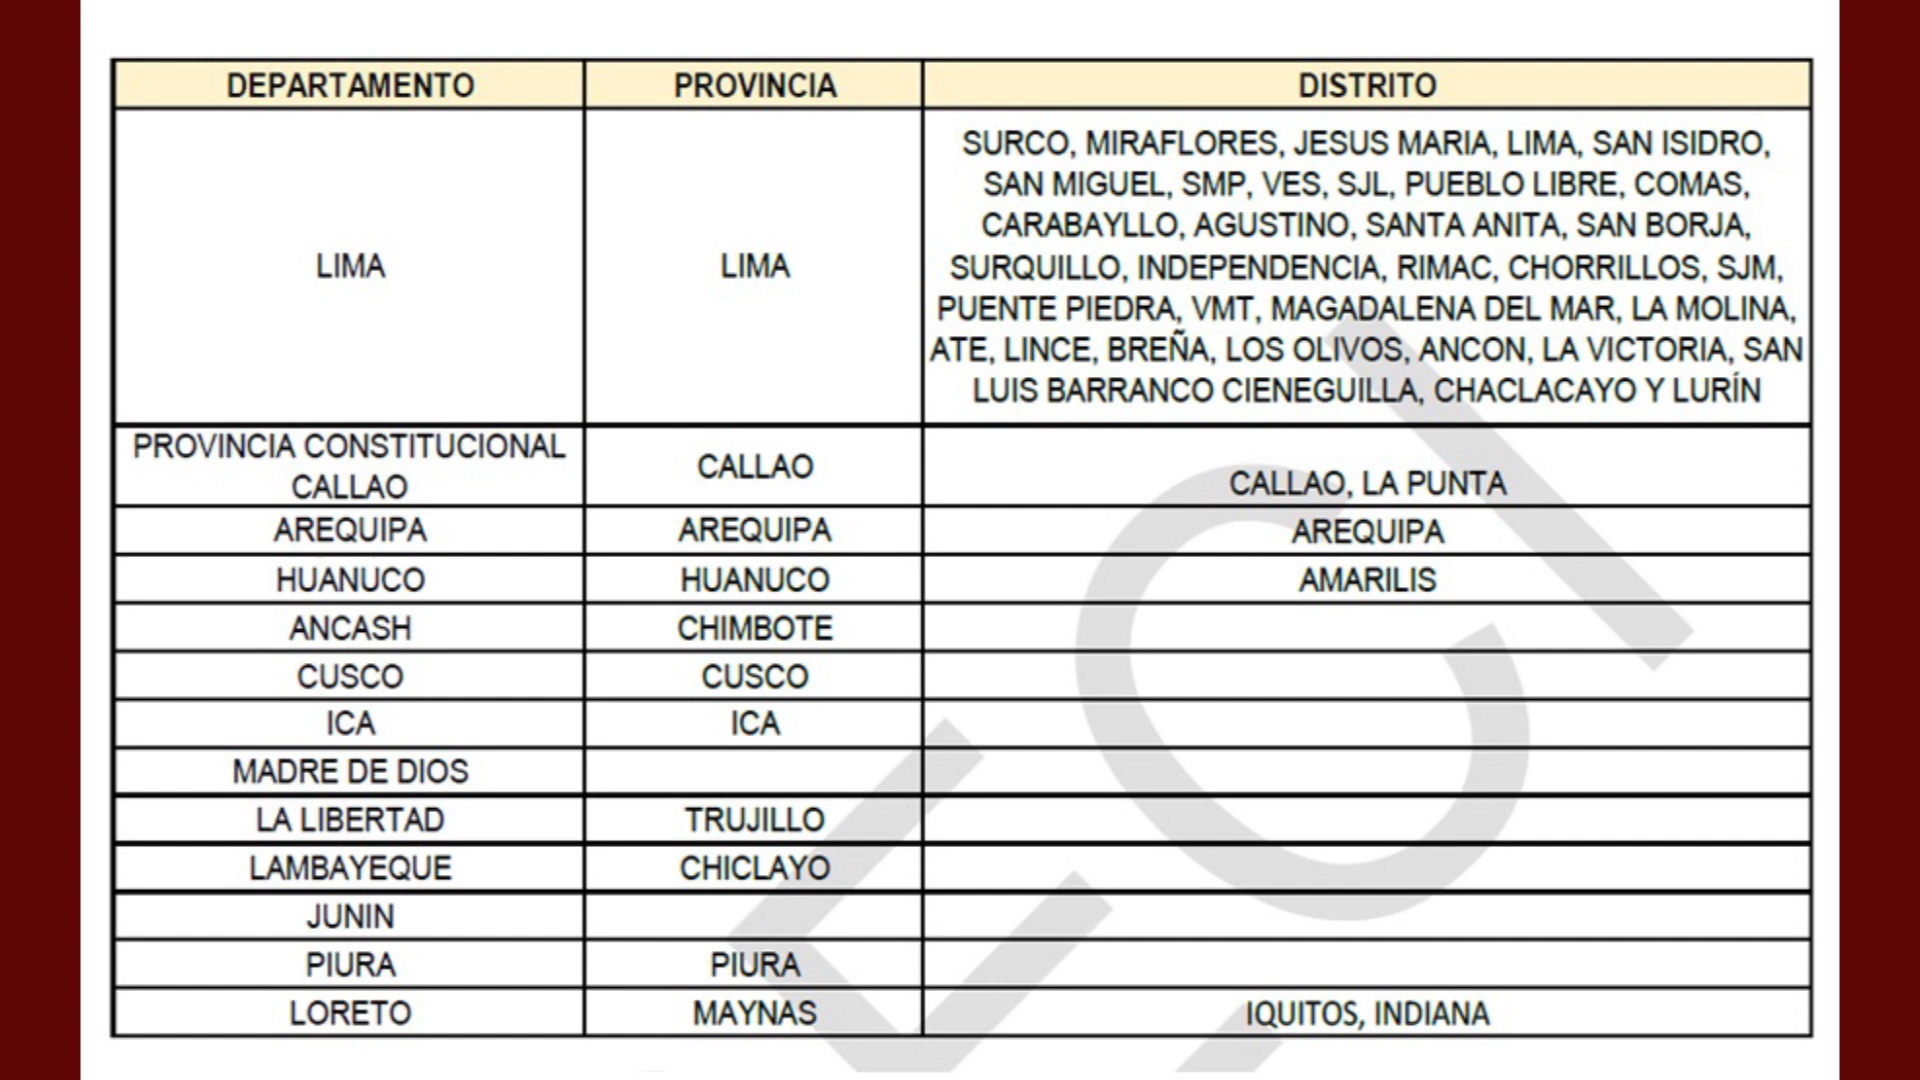 DEPARTAMENTO PROVINCIA DISTRITO
SURCO, MIRAFLORES, JESUS MARIA, LIMA, SAN ISIDRO,
SAN MIGUEL, SMP, VES, SJL, PUEBLO LIBRE, COMAS,
CARABAYLLO, AGUSTINO, SANTA ANITA, SAN BORJA,
LIMA LIMA SURQUILLO, INDEPENDENCIA, RIMAC, CHORRILLOS, SJM,
PUENTE PIEDRA, VMT, MAGADALENA DEL MAR, LA MOLINA,
ATE, LINCE, BREÑA, LOS OLIVOS, ANCON, LA VICTORIA, SAN
LUIS BARRANCO CIENEGUILLA, CHACLACAYO Y LURÍN
PROVINCIA CONSTITUCIONAL
CALLAO CALLAO CALLAO, LA PUNTA
AREQUIPA AREQUIPA AREQUIPA
HUANUCO HUANUCO AMARILIS
ANCASH CHIMBOTE
CUSCO CUSCO
ICA ICA
MADRE DE DIOS
LA LIBERTAD TRUJILLO
LAMBAYEQUE CHICLAYO
JUNIN
PIURA PIURA
LORETO MAYNAS IQUITOS, INDIANA